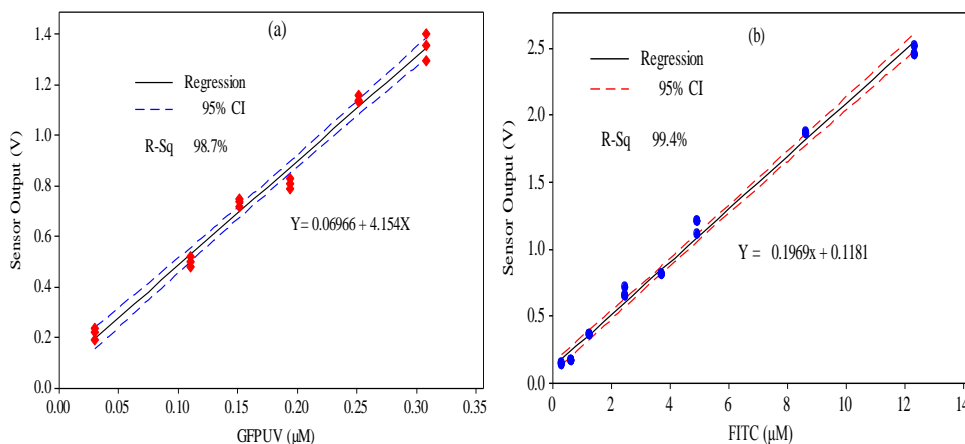 (a)
Regression
95% CI
R-Sq 98.7%
Y= 0.06966 + 4.154X
Sensor Output (V)
1.4
1.2
1.0
0.8
0.6
0.4
0.2
0.0
0.00 0.05 0.10 0.15 0.20 0.25 0.30 0.35
GFPUV (μM)
(b)
Regression
95% CI
R-Sq 99.4%
Y = 0.1969x + 0.1181
Sensor Output (V)
2.5
2.0
1.5
1.0
0.5
0.0
0 2 4 6 8 10 12 14
FITC (μM)